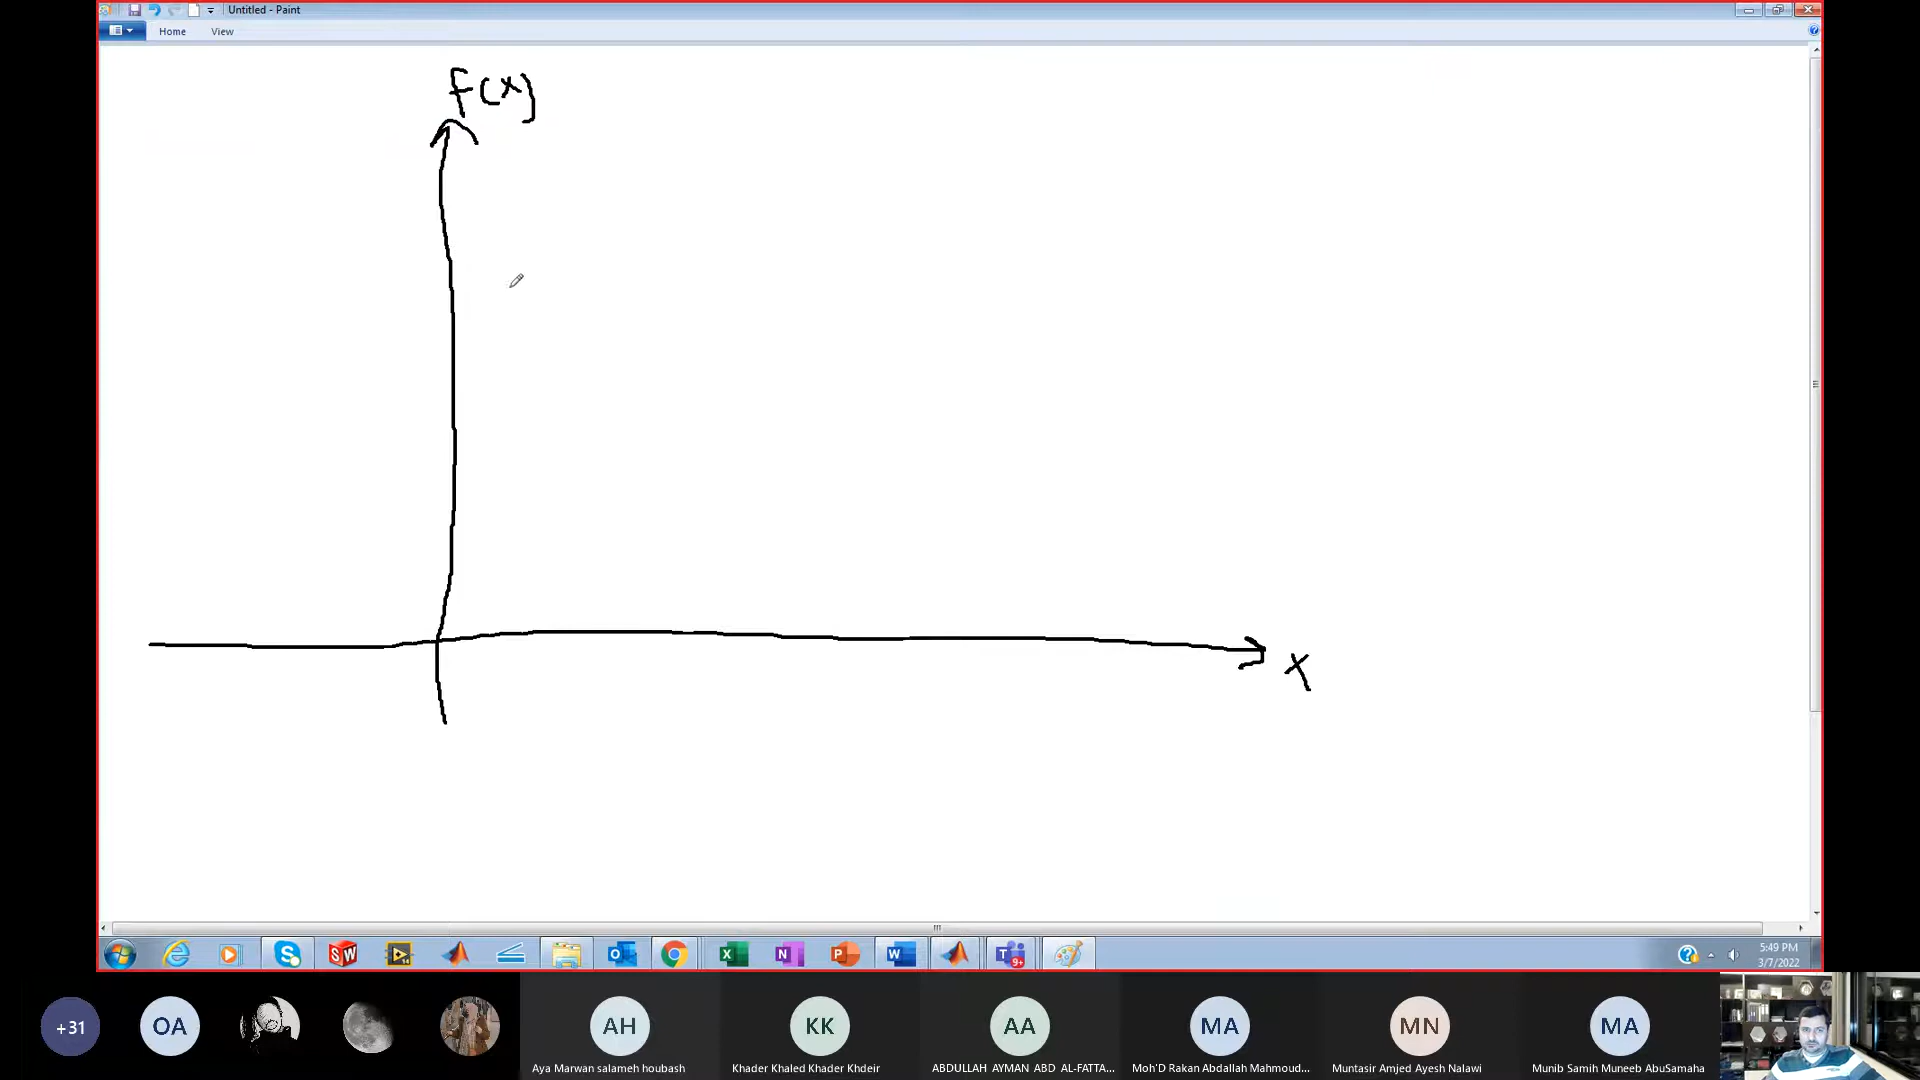 Untitled - Paint
Home View
f(x)
x
5:49 PM
3/7/2022
+31
OA
AH
KK
AA
MA
MN
MA
Aya Marwan salameh houbash
Khader Khaled Khader Khdeir
ABDULLAH AYMAN ABD AL-FATTA...
Moh'D Rakan Abdallah Mahmoud...
Muntasir Amjed Ayesh Nalawi
Munib Samih Muneeb AbuSamaha